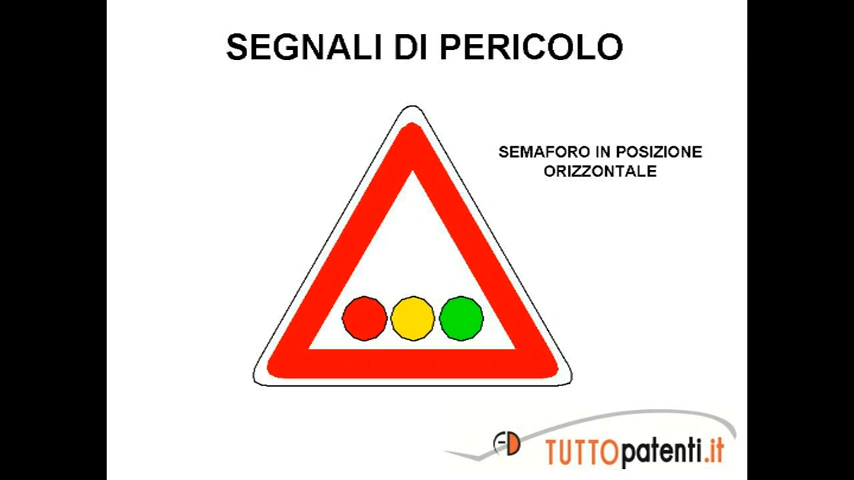 SEGNALI DI PERICOLO
SEMAFORO IN POSIZIONE
ORIZZONTALE
TUTTOpatenti.it